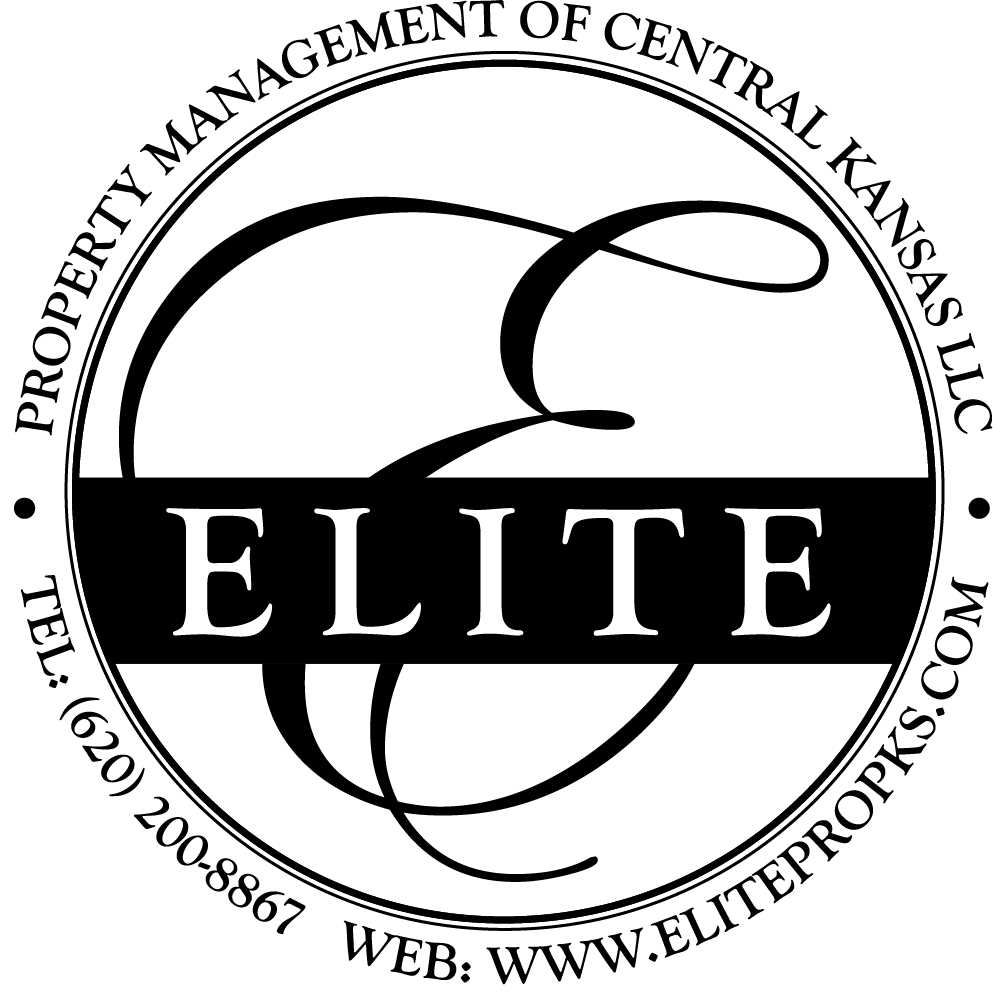 PROPERTY MANAGEMENT OF CENTRAL KANSAS LLC
E
ELITE
• TEL: (620) 200-8867 WEB: WWW.ELITEPROPKS.COM •